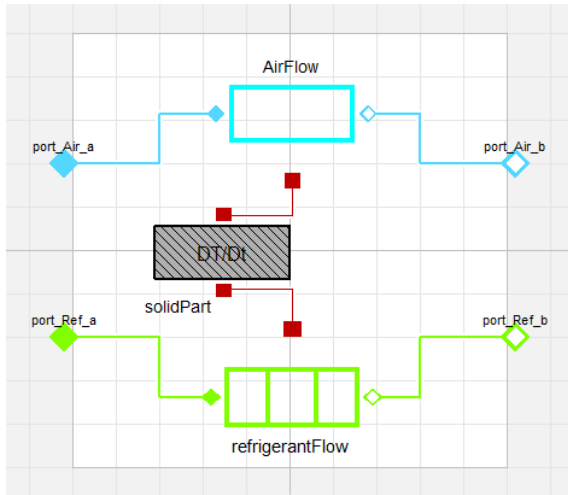 AirFlow
port_Air_a
port_Air_b
DT/Dt
solidPart
port_Ref_a
port_Ref_b
refrigerantFlow